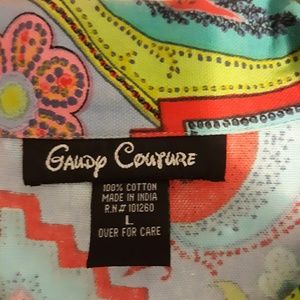 Gaudy Couture
100% COTTON
MADE IN INDIA
R.N.# 101260
L
OVER FOR CARE